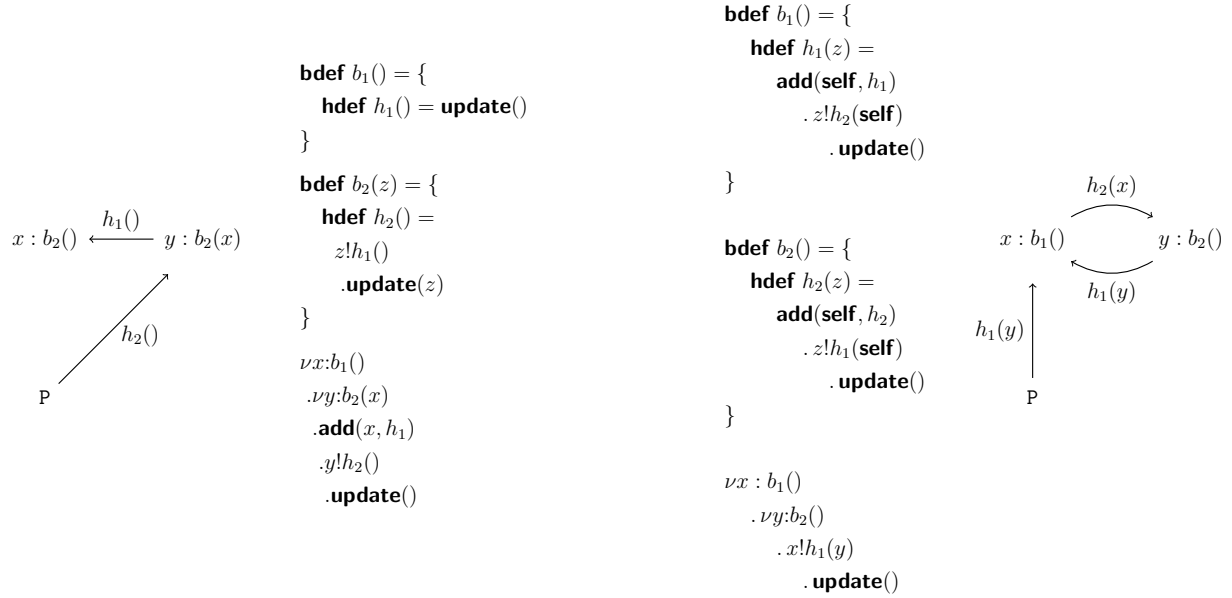 h₁()
x : b₂()
y : b₂(x)
h₂()
P
bdef b₁() = {
hdef h₁() = update()
}
bdef b₂(z) = {
hdef h₂() =
z!h₁()
.update(z)
}
νx:b₁()
.νy:b₂(x)
.add(x, h₁)
.y!h₂()
.update()
bdef b₁() = {
hdef h₁(z) =
add(self, h₁)
. z!h₂(self)
. update()
}
bdef b₂() = {
hdef h₂(z) =
add(self, h₂)
. z!h₁(self)
. update()
}
νx : b₁()
. νy:b₂()
. x!h₁(y)
. update()
h₂(x)
x : b₁()
y : b₂()
h₁(y)
h₁(y)
P